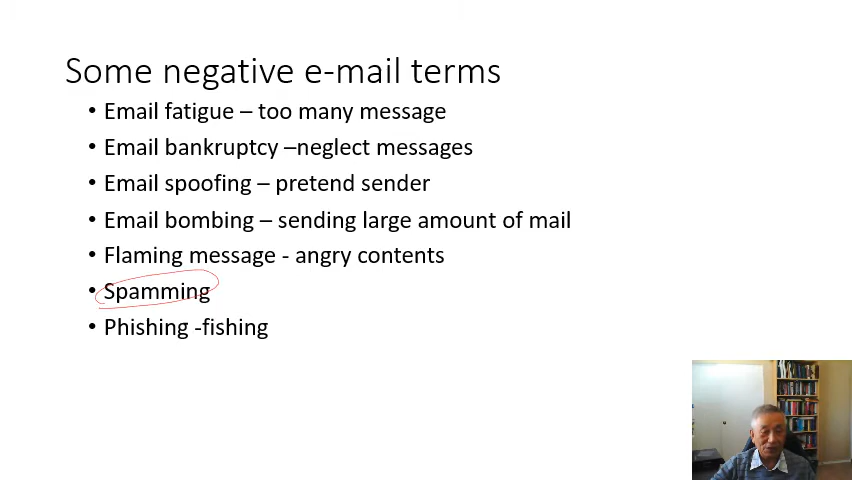 Some negative e-mail terms
• Email fatigue – too many message
• Email bankruptcy –neglect messages
• Email spoofing – pretend sender
• Email bombing – sending large amount of mail
• Flaming message - angry contents
• Spamming
• Phishing -fishing